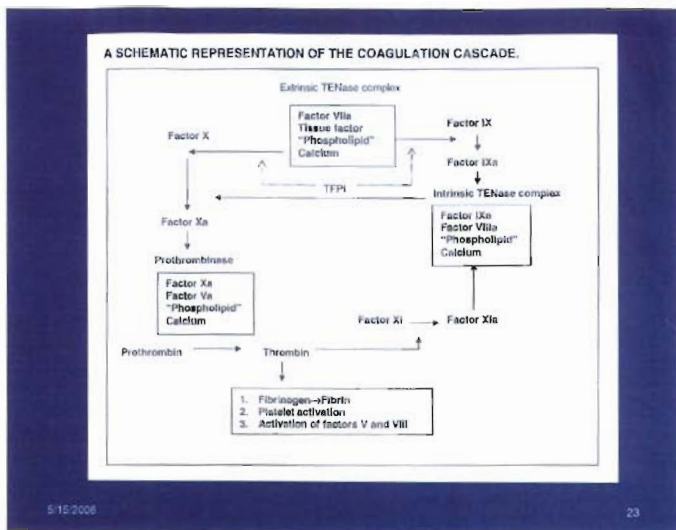 A SCHEMATIC REPRESENTATION OF THE COAGULATION CASCADE.
Extrinsic TENase complex
Factor VIIa
Tissue factor
"Phospholipid"
Calcium
Factor X
Factor IX
Factor IXa
TFPI
Intrinsic TENase complex
Factor IXa
Factor VIIIa
"Phospholipid"
Calcium
Factor Xa
Prothrombinase
Factor Xa
Factor Va
"Phospholipid"
Calcium
Factor XI
Factor XIa
Prothrombin
Thrombin
1. Fibrinogen→Fibrin
2. Platelet activation
3. Activation of factors V and VIII
5/15/2006
23